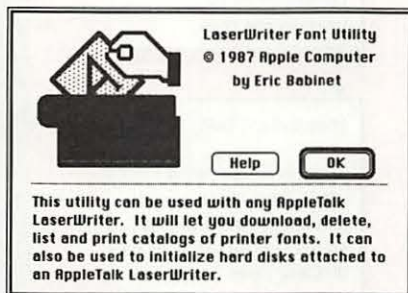 LaserWriter Font Utility
© 1987 Apple Computer
by Eric Babinet
Help
OK
This utility can be used with any AppleTalk
LaserWriter. It will let you download, delete,
list and print catalogs of printer fonts. It can
also be used to initialize hard disks attached to
an AppleTalk LaserWriter.